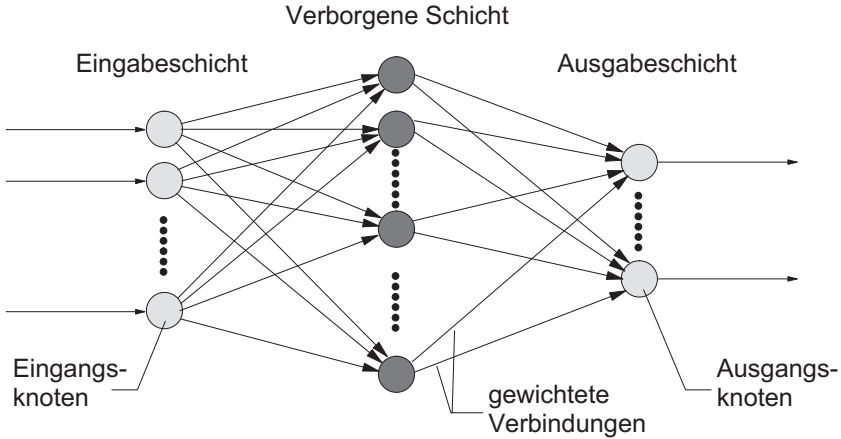 Verborgene Schicht
Eingabeschicht
Ausgabeschicht
Eingangs-
knoten
gewichtete
Verbindungen
Ausgangs-
knoten